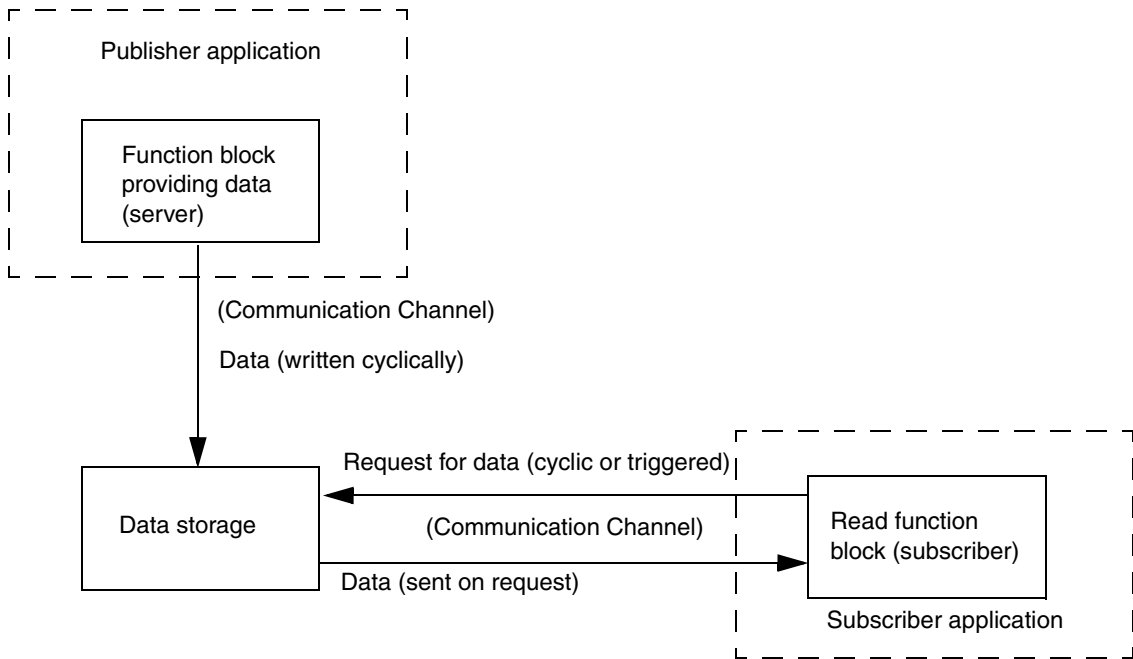 Publisher application
Function block
providing data
(server)
(Communication Channel)
Data (written cyclically)
Request for data (cyclic or triggered)
Data storage
(Communication Channel)
Read function
block (subscriber)
Data (sent on request)
Subscriber application